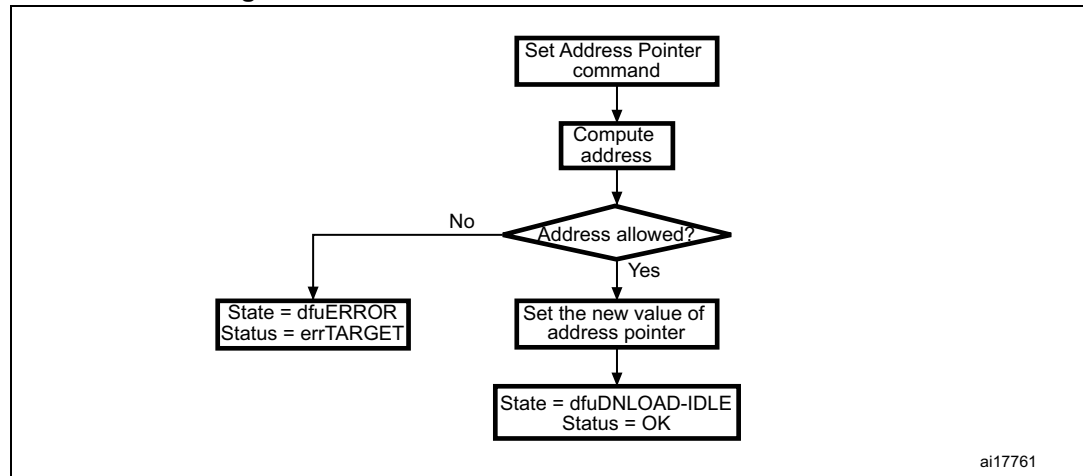 Set Address Pointer
command
Compute
address
Address allowed?
No
Yes
State = dfuERROR
Status = errTARGET
Set the new value of
address pointer
State = dfuDNLOAD-IDLE
Status = OK
ai17761